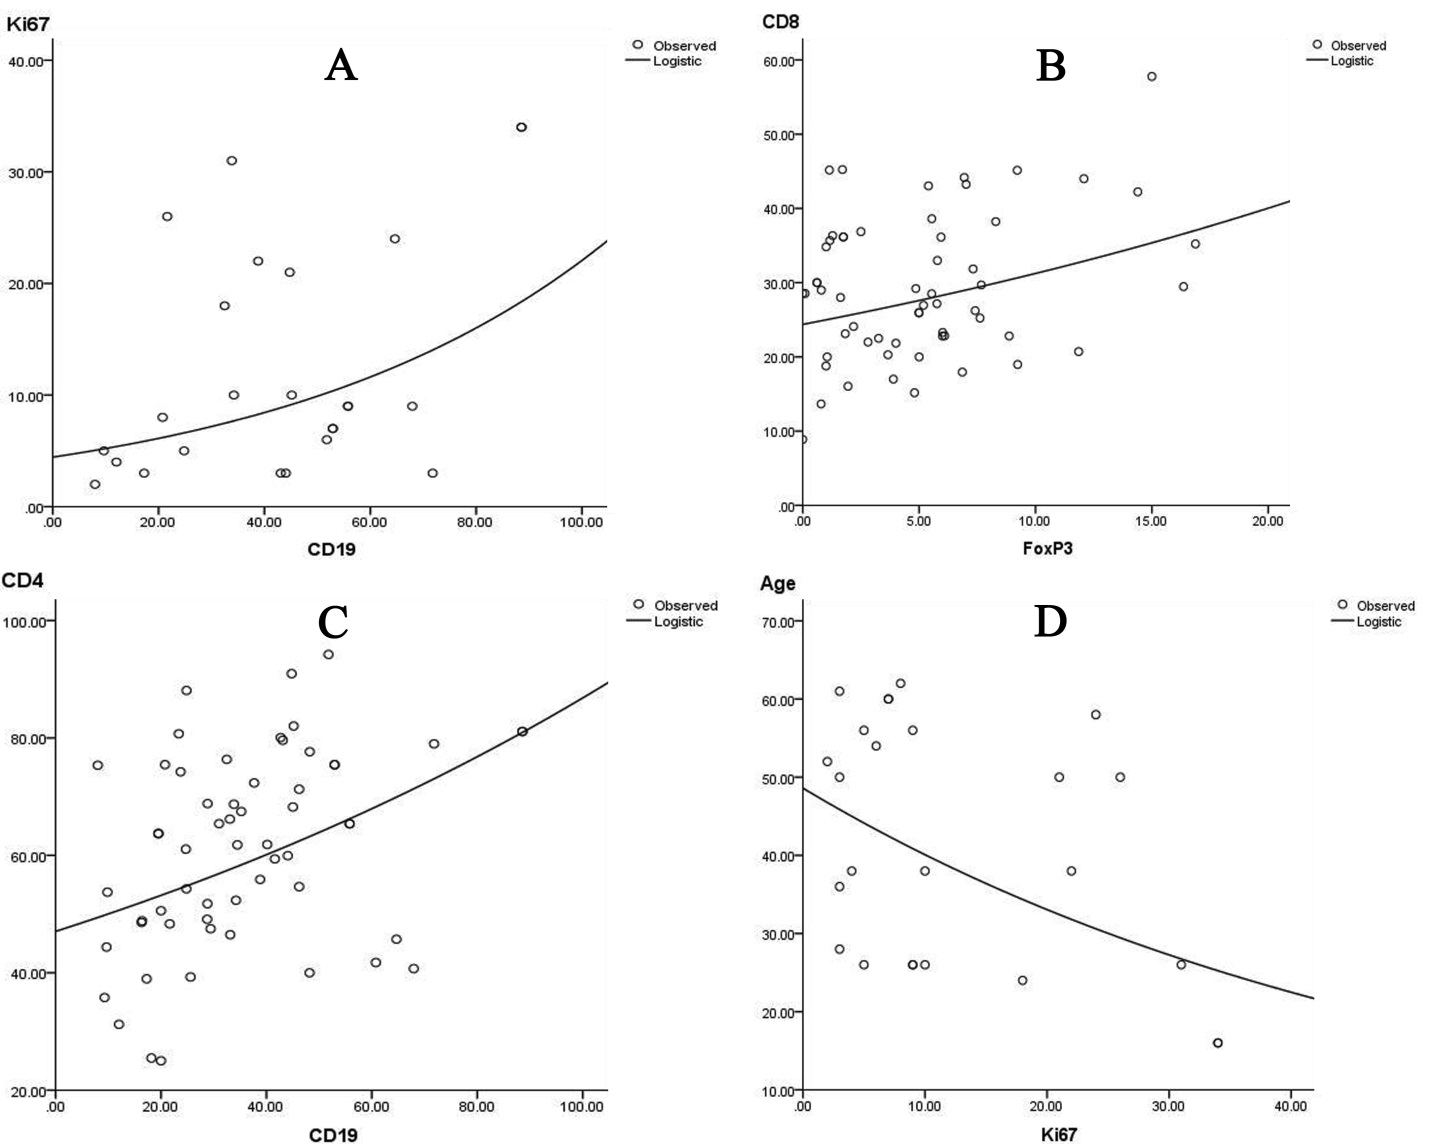 Ki67
A
Observed
Logistic
40.00
30.00
20.00
10.00
.00
.00 20.00 40.00 60.00 80.00 100.00
CD19
CD8
B
Observed
Logistic
60.00
50.00
40.00
30.00
20.00
10.00
.00
.00 5.00 10.00 15.00 20.00
FoxP3
CD4
C
Observed
Logistic
100.00
80.00
60.00
40.00
20.00
.00 20.00 40.00 60.00 80.00 100.00
CD19
Age
D
Observed
Logistic
70.00
60.00
50.00
40.00
30.00
20.00
10.00
.00 10.00 20.00 30.00 40.00
Ki67